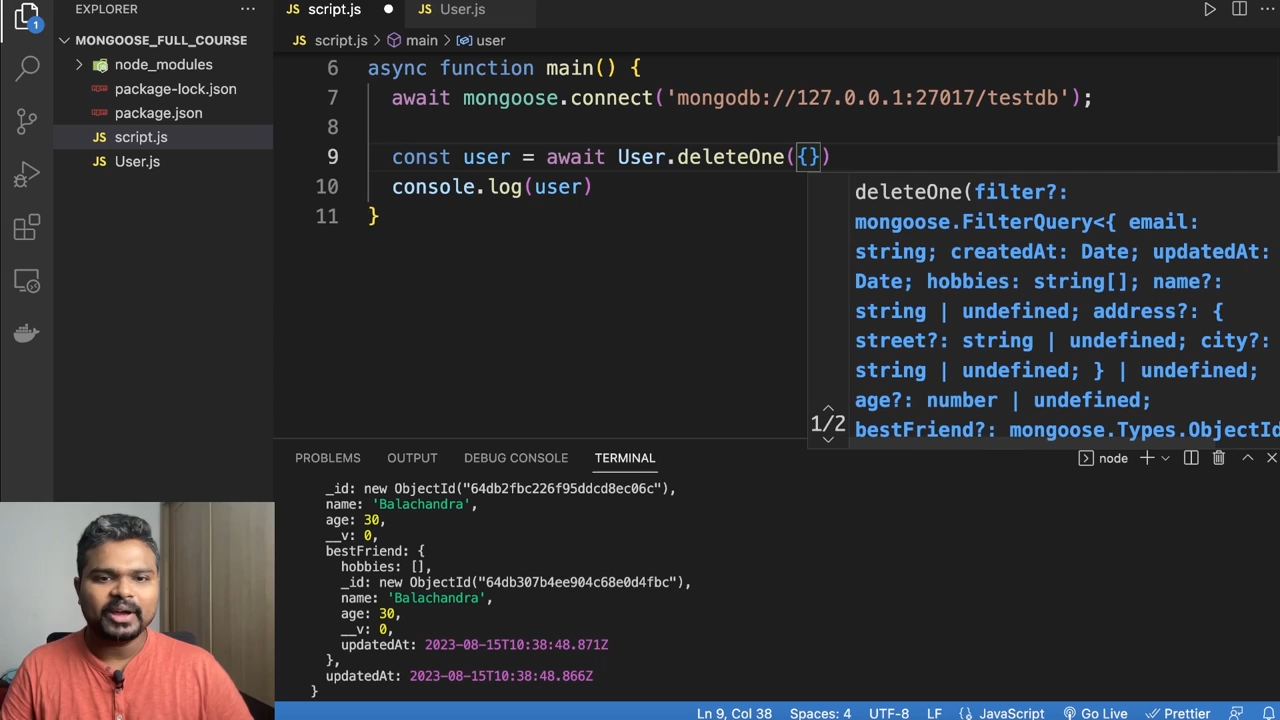 EXPLORER
MONGOOSE_FULL_COURSE
node_modules
package-lock.json
package.json
JS script.js
JS User.js
1
JS script.js
JS User.js
JS script.js > main > user
6 async function main() {
7 await mongoose.connect('mongodb://127.0.0.1:27017/testdb');
8
9 const user = await User.deleteOne({})
10 console.log(user)
11 }
deleteOne(filter?:
mongoose.FilterQuery<{ email:
string; createdAt: Date; updatedAt:
Date; hobbies: string[]; name?:
string | undefined; address?: {
street?: string | undefined; city?:
string | undefined; } | undefined;
age?: number | undefined;
1/2
bestFriend?: mongoose.Types.ObjectId
PROBLEMS OUTPUT DEBUG CONSOLE TERMINAL
node
_id: new ObjectId("64db2fbc226f95ddcd8ec06c"),
name: 'Balachandra',
age: 30,
__v: 0,
bestFriend: {
hobbies: [],
_id: new ObjectId("64db307b4ee904c68e0d4fbc"),
name: 'Balachandra',
age: 30,
__v: 0,
updatedAt: 2023-08-15T10:38:48.871Z
},
updatedAt: 2023-08-15T10:38:48.866Z
}
Ln 9, Col 38 Spaces: 4 UTF-8 LF {} JavaScript Go Live Prettier